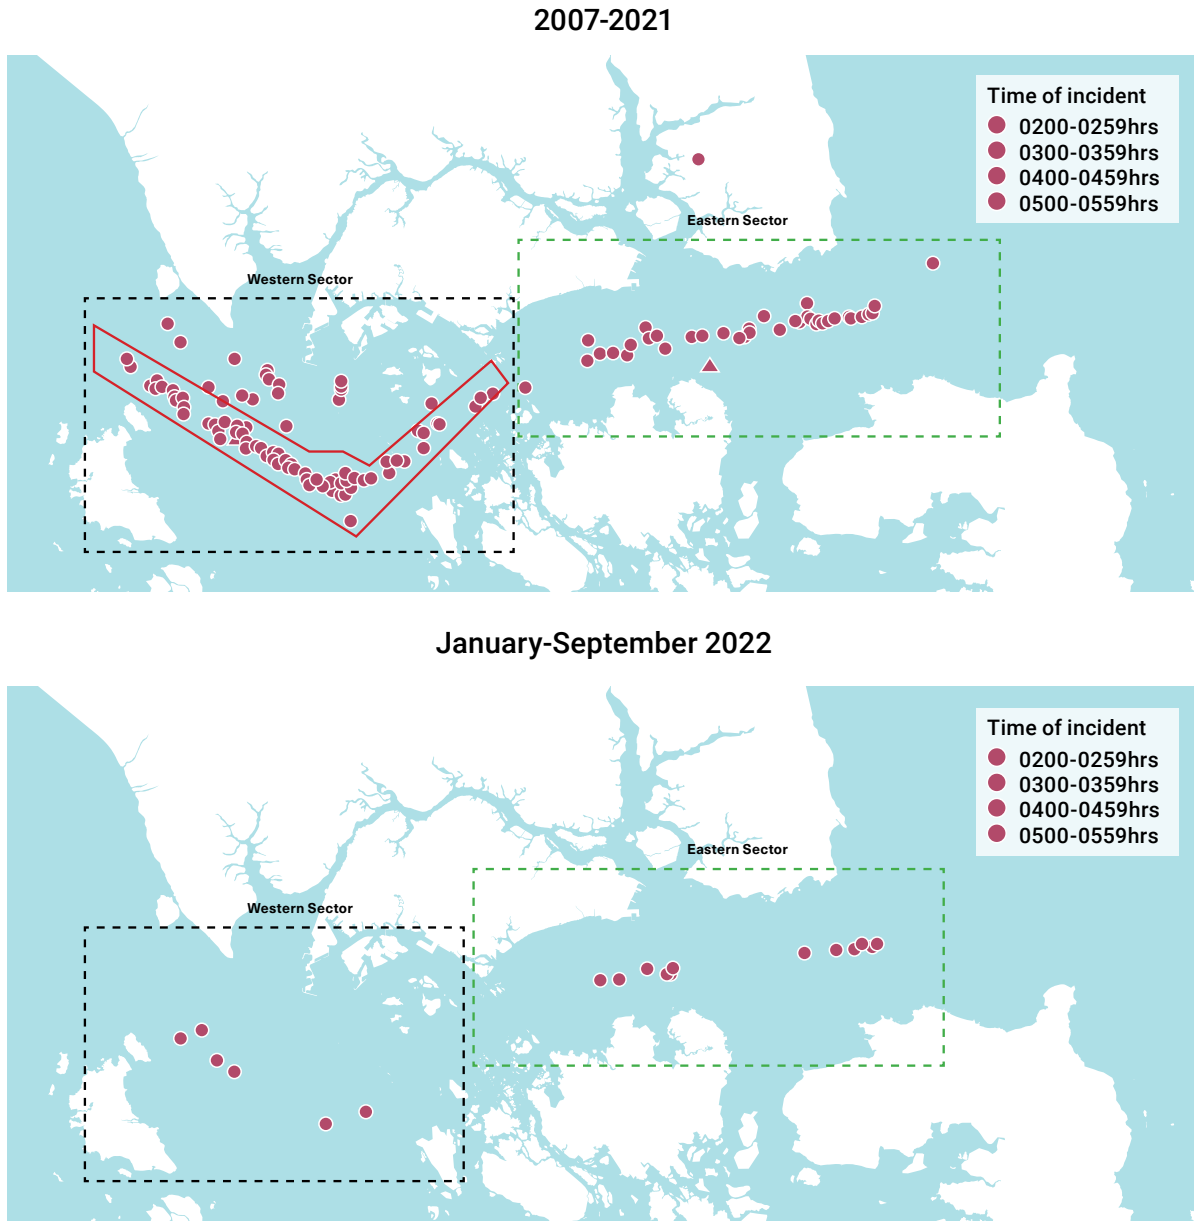 2007-2021
Time of incident
0200-0259hrs
0300-0359hrs
0400-0459hrs
0500-0559hrs
Eastern Sector
Western Sector
January-September 2022
Time of incident
0200-0259hrs
0300-0359hrs
0400-0459hrs
0500-0559hrs
Eastern Sector
Western Sector